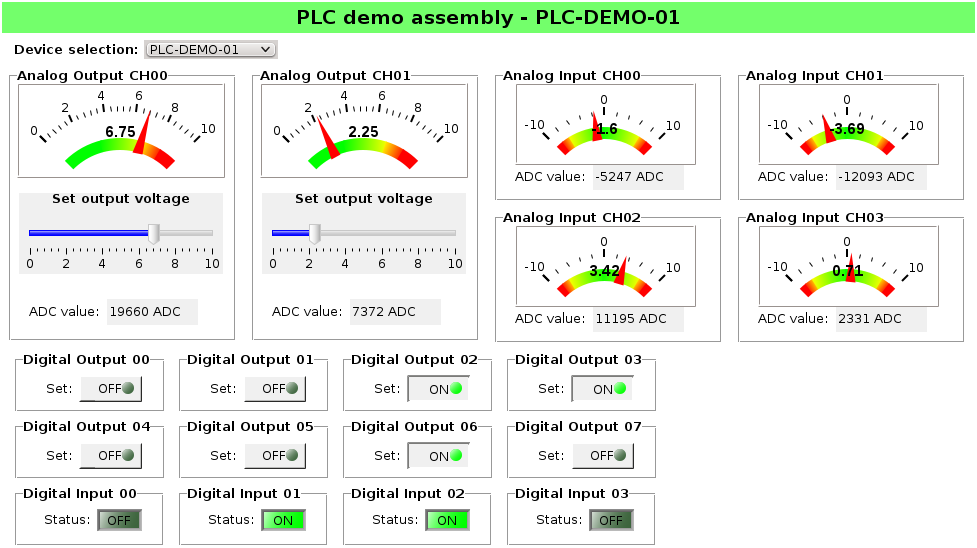 PLC demo assembly - PLC-DEMO-01
Device selection: PLC-DEMO-01
Analog Output CH00
0 2 4 6 8 10
6.75
Set output voltage
0 2 4 6 8 10
ADC value: 19660 ADC
Analog Output CH01
0 2 4 6 8 10
2.25
Set output voltage
0 2 4 6 8 10
ADC value: 7372 ADC
Analog Input CH00
-10 0 10
-1.6
ADC value: -5247 ADC
Analog Input CH01
-10 0 10
-3.69
ADC value: -12093 ADC
Analog Input CH02
-10 0 10
3.42
ADC value: 11195 ADC
Analog Input CH03
-10 0 10
0.71
ADC value: 2331 ADC
Digital Output 00
Set: OFF
Digital Output 01
Set: OFF
Digital Output 02
Set: ON
Digital Output 03
Set: ON
Digital Output 04
Set: OFF
Digital Output 05
Set: OFF
Digital Output 06
Set: ON
Digital Output 07
Set: OFF
Digital Input 00
Status: OFF
Digital Input 01
Status: ON
Digital Input 02
Status: ON
Digital Input 03
Status: OFF